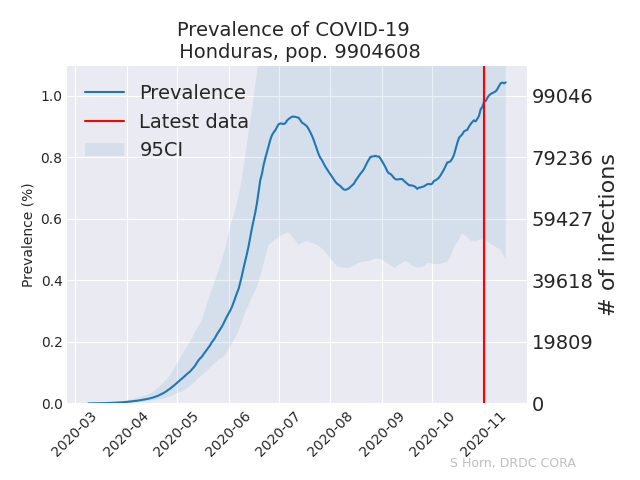 Prevalence of COVID-19
Honduras, pop. 9904608
Prevalence
Latest data
95CI
Prevalence (%)
1.0
0.8
0.6
0.4
0.2
0.0
99046
79236
59427
39618
19809
0
# of infections
2020-03
2020-04
2020-05
2020-06
2020-07
2020-08
2020-09
2020-10
2020-11
S Horn, DRDC CORA